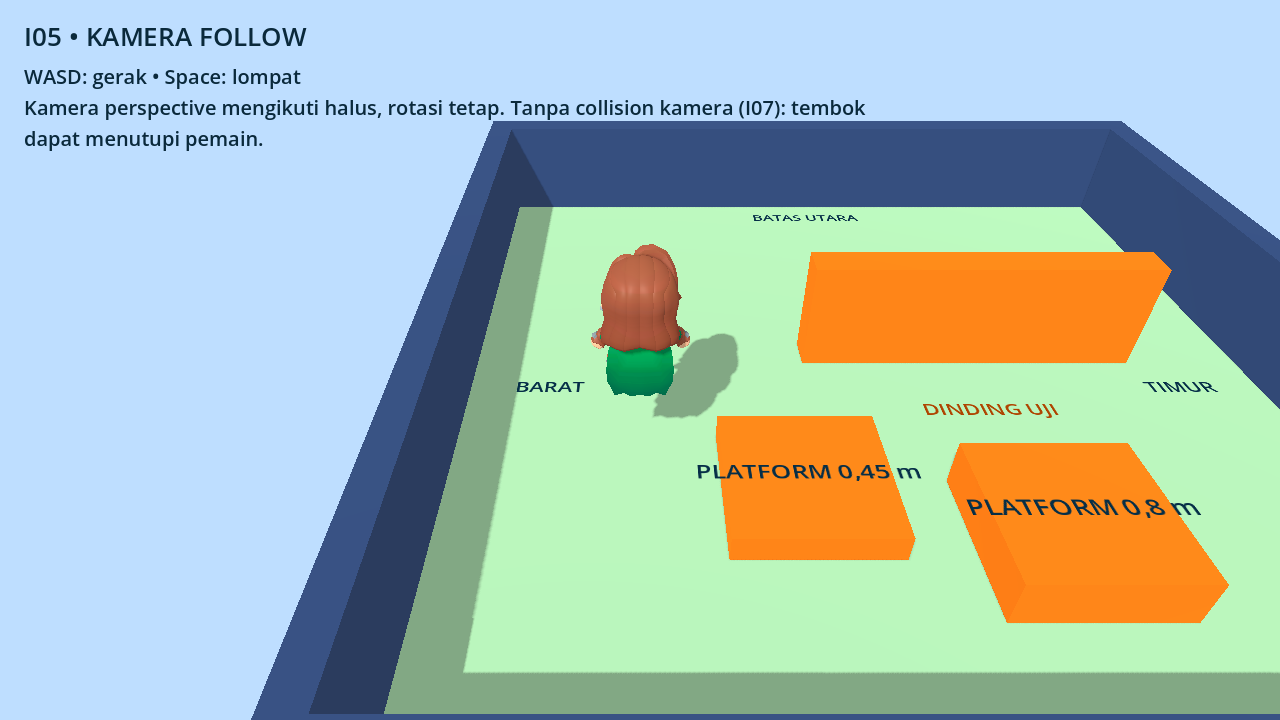 I05 • KAMERA FOLLOW
WASD: gerak • Space: lompat
Kamera perspective mengikuti halus, rotasi tetap. Tanpa collision kamera (I07): tembok
dapat menutupi pemain.
BATAS UTARA
BARAT
TIMUR
DINDING UJI
PLATFORM 0,45 m
PLATFORM 0,8 m